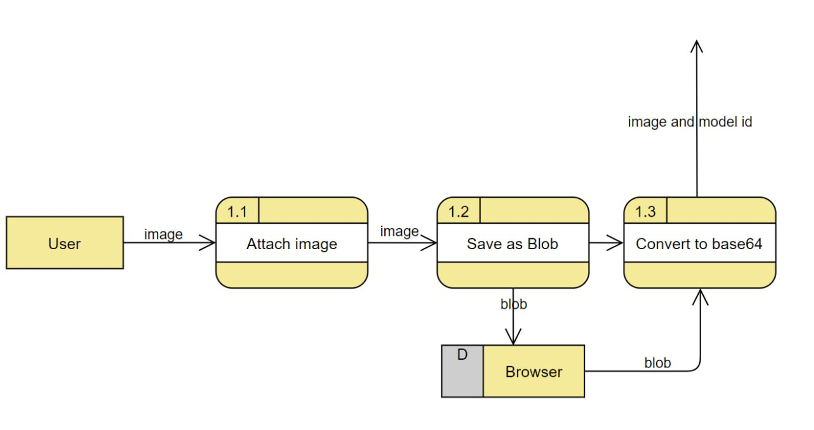 image and model id
1.1
1.2
1.3
User
image
Attach image
image
Save as Blob
Convert to base64
blob
D
Browser
blob